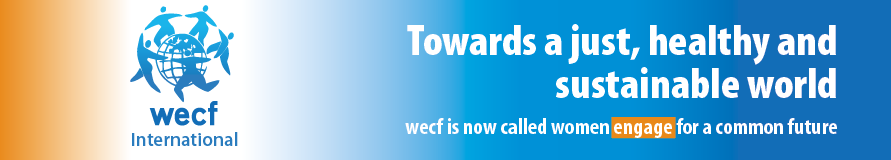 wecf
International
Towards a just, healthy and
sustainable world
wecf is now called women engage for a common future